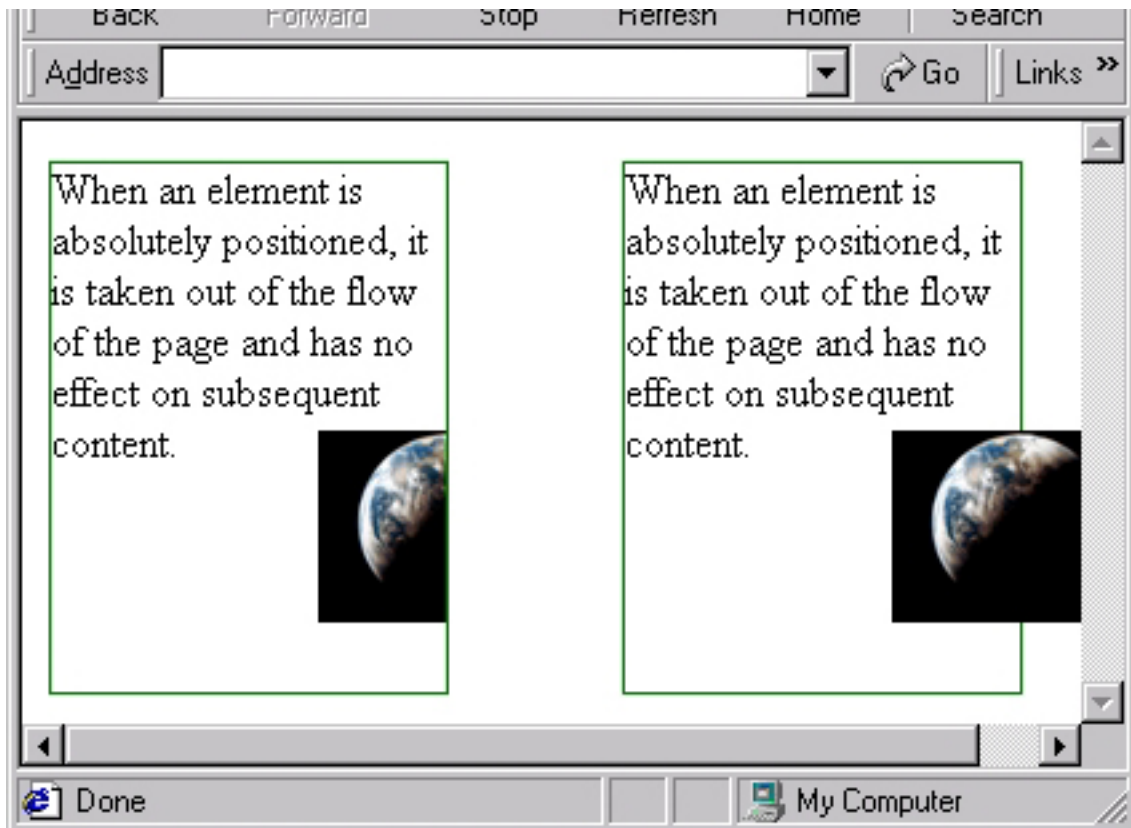 Back Forward Stop Refresh Home Search
Address Go Links »
When an element is
absolutely positioned, it
is taken out of the flow
of the page and has no
effect on subsequent
content.
When an element is
absolutely positioned, it
is taken out of the flow
of the page and has no
effect on subsequent
content.
Done My Computer